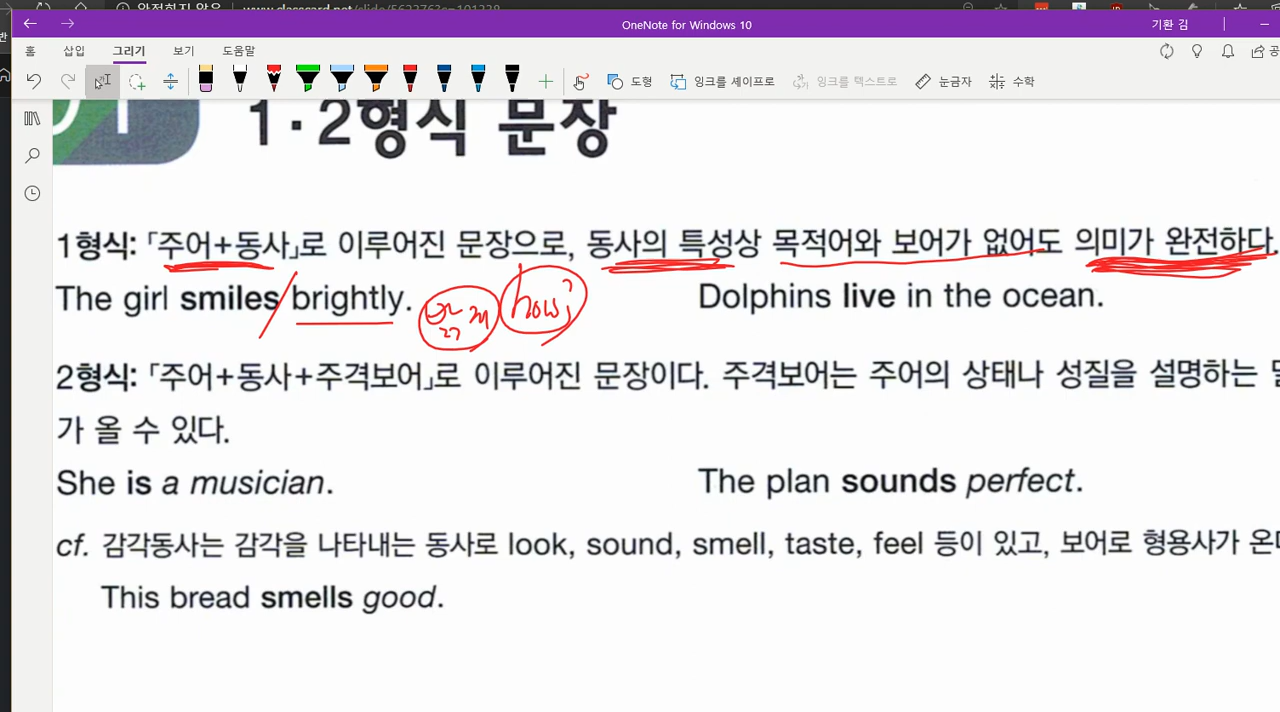 OneNote for Windows 10
기환 김
홈 삽입 그리기 보기 도움말
도형 잉크를 셰이프로 잉크를 텍스트로 눈금자 수학
1·2형식 문장
1형식: 「주어+동사」로 이루어진 문장으로, 동사의 특성상 목적어와 보어가 없어도 의미가 완전하다.
The girl smiles / brightly. 밝게 how? Dolphins live in the ocean.
2형식: 「주어+동사+주격보어」로 이루어진 문장이다. 주격보어는 주어의 상태나 성질을 설명하는
가 올 수 있다.
She is a musician. The plan sounds perfect.
cf. 감각동사는 감각을 나타내는 동사로 look, sound, smell, taste, feel 등이 있고, 보어로 형용사가
This bread smells good.